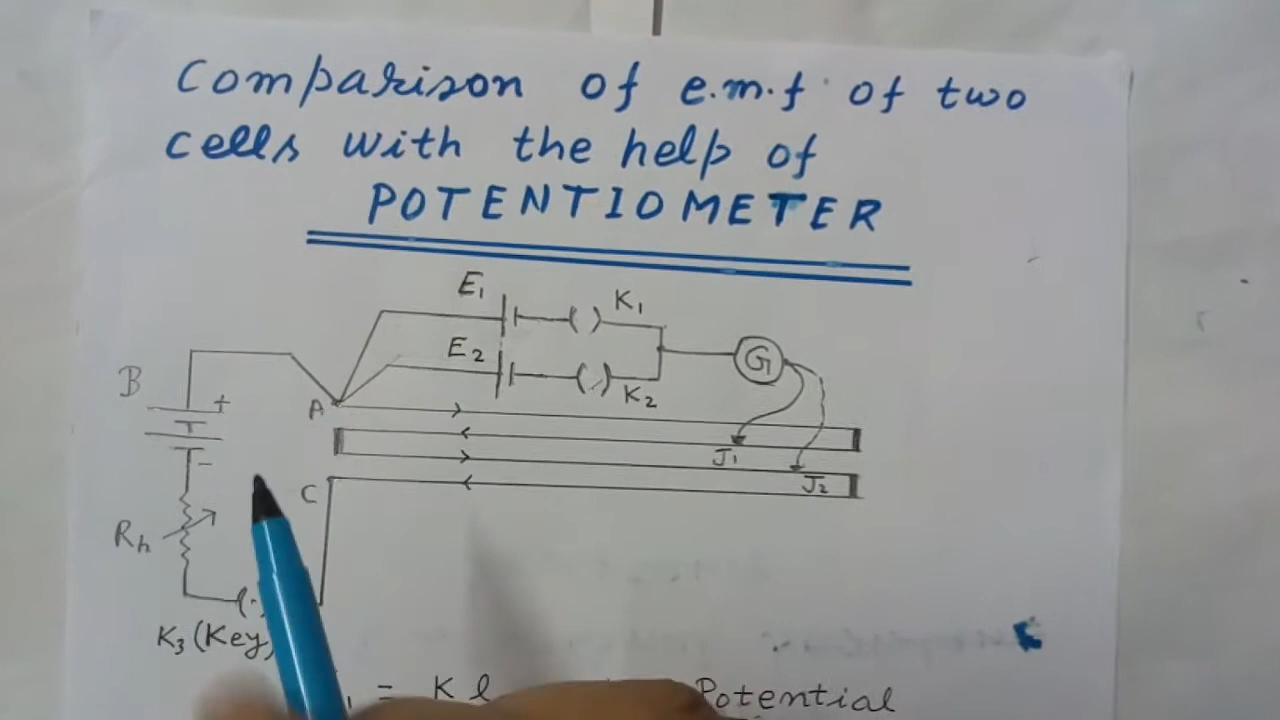 Comparison of e.m.f. of two
cells with the help of
POTENTIOMETER
E1
K1
E2
K2
G
B
+
A
J1
-
C
J2
Rh
K3 (Key
= Kl
Potential